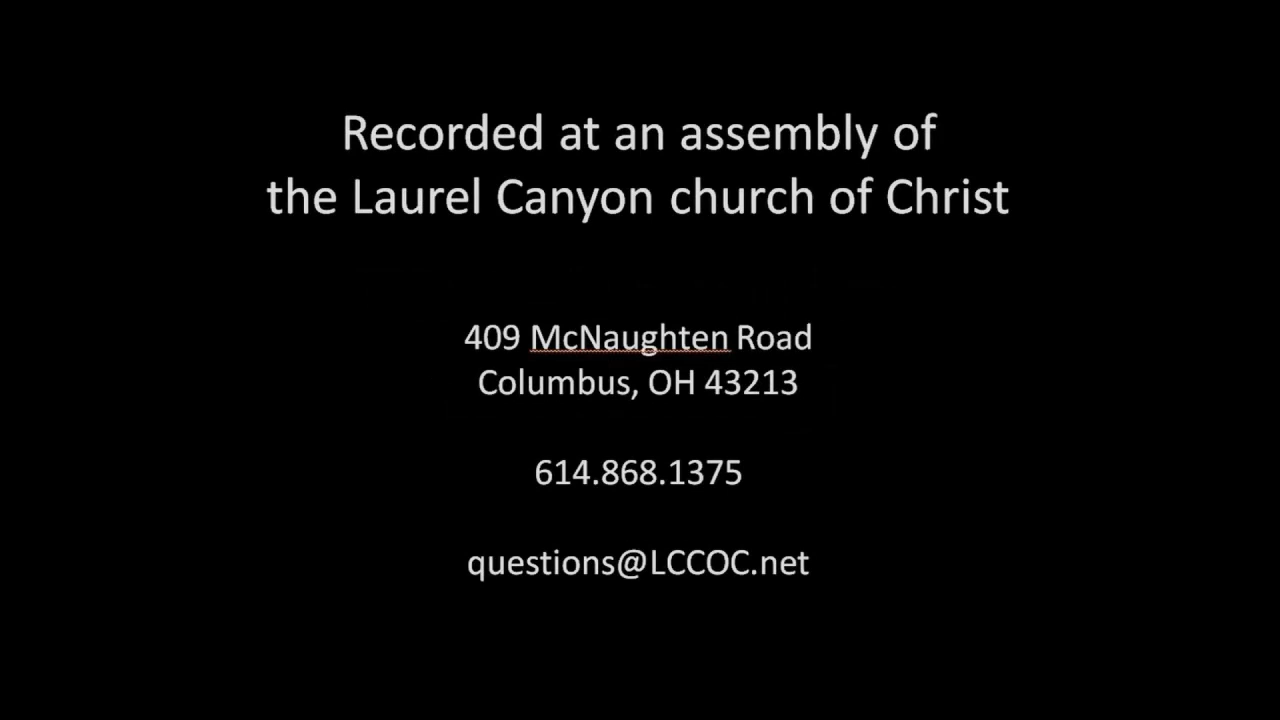 Recorded at an assembly of
the Laurel Canyon church of Christ
409 McNaughten Road
Columbus, OH 43213
614.868.1375
questions@LCCOC.net